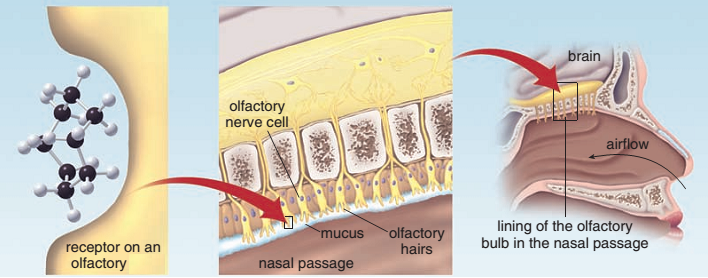 receptor on an
olfactory
olfactory
nerve cell
mucus
olfactory
hairs
nasal passage
brain
airflow
lining of the olfactory
bulb in the nasal passage